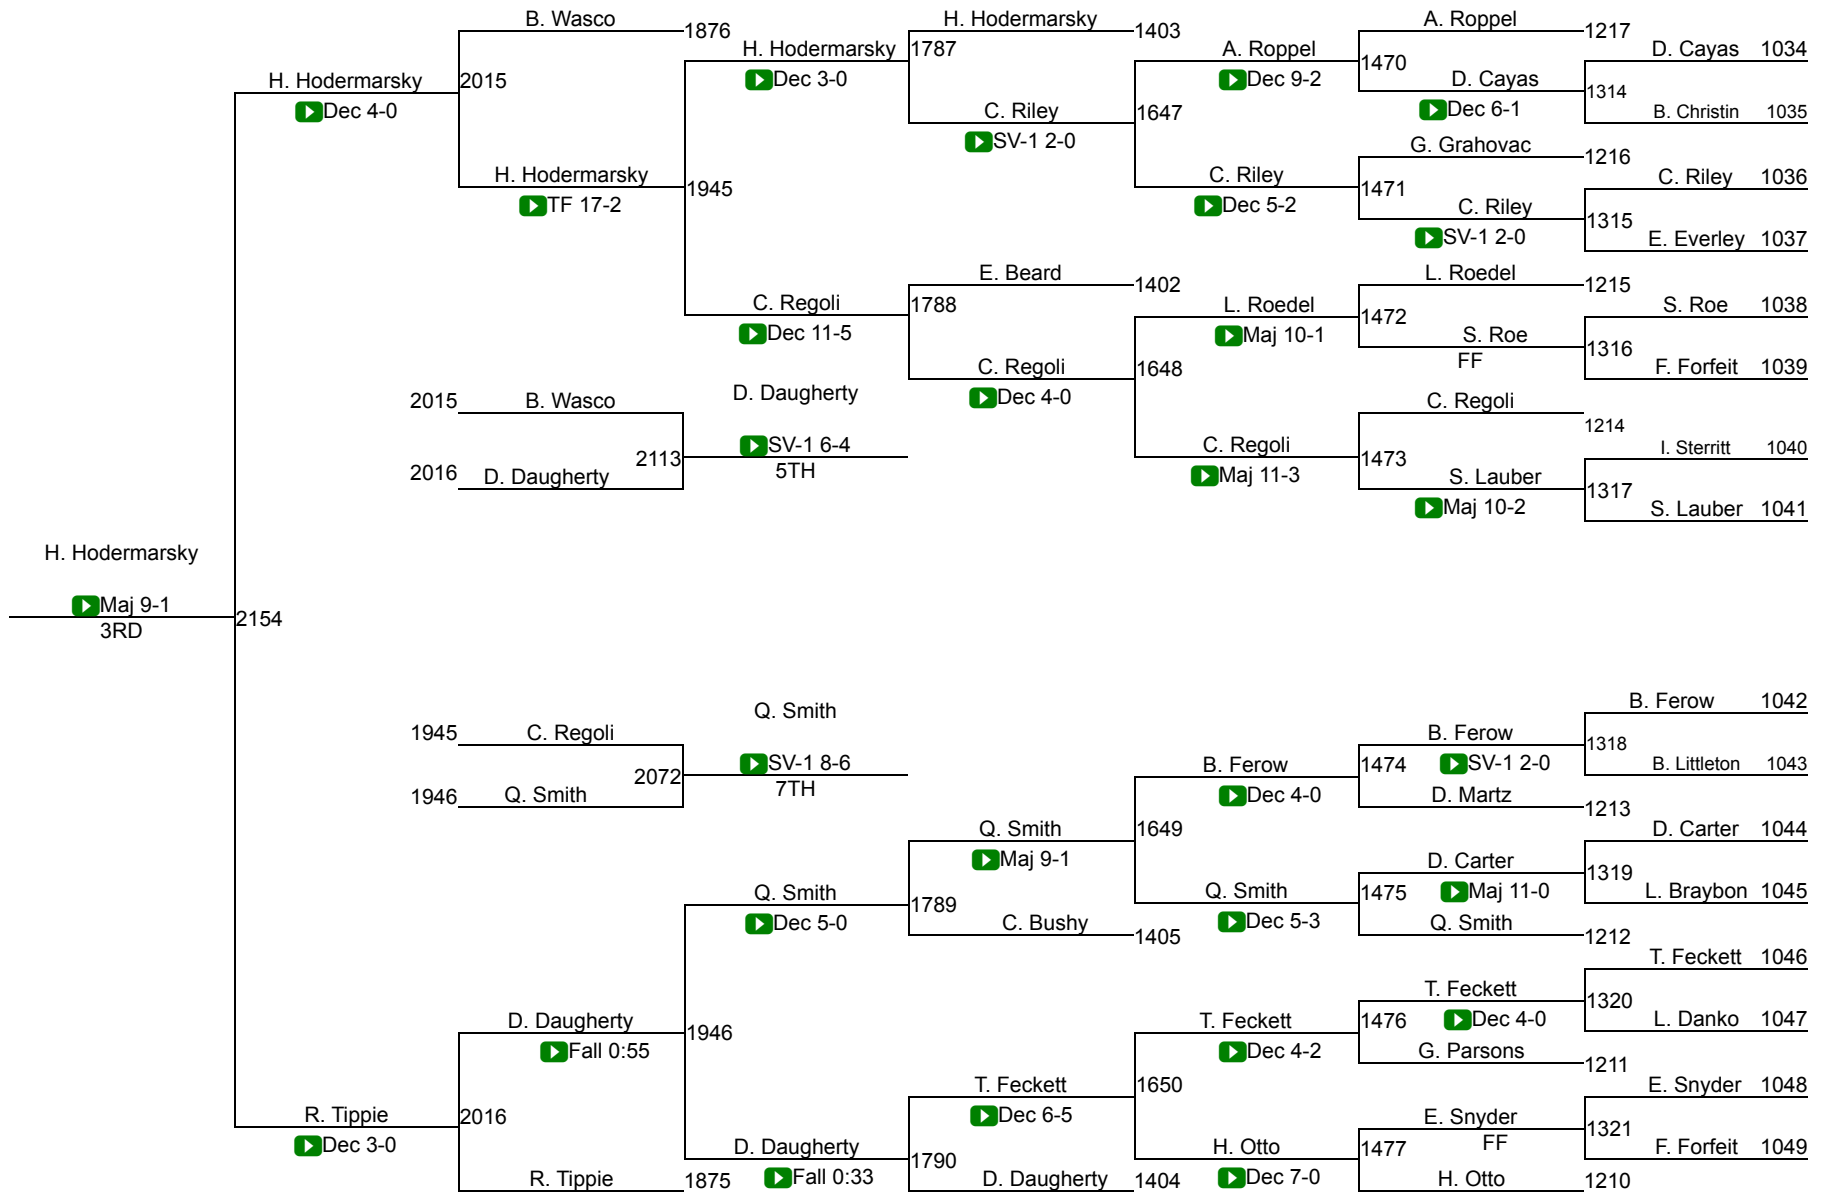 B. Wasco
1876
H. Hodermarsky
1403
A. Roppel
1217
H. Hodermarsky
1787
A. Roppel
D. Cayas 1034
Dec 3-0
Dec 9-2
1470
H. Hodermarsky
2015
D. Cayas
1314
Dec 4-0
C. Riley
1647
Dec 6-1
B. Christin 1035
SV-1 2-0
G. Grahovac
1216
H. Hodermarsky
1945
C. Riley
1471
C. Riley 1036
TF 17-2
Dec 5-2
C. Riley
1315
SV-1 2-0
E. Everley 1037
E. Beard
1402
L. Roedel
1215
C. Regoli
1788
L. Roedel
1472
S. Roe 1038
Dec 11-5
Maj 10-1
S. Roe
1316
FF
C. Regoli
1648
F. Forfeit 1039
2015
B. Wasco
D. Daugherty
Dec 4-0
C. Regoli
1214
SV-1 6-4
C. Regoli
I. Sterritt 1040
2113
5TH
1473
2016
D. Daugherty
Maj 11-3
S. Lauber
1317
Maj 10-2
S. Lauber 1041
H. Hodermarsky
Maj 9-1
2154
3RD
B. Ferow 1042
1945
C. Regoli
Q. Smith
B. Ferow
1318
SV-1 8-6
B. Ferow
1474
SV-1 2-0
B. Littleton 1043
2072
7TH
1946
Q. Smith
Dec 4-0
D. Martz
1213
Q. Smith
1649
D. Carter 1044
Maj 9-1
D. Carter
1319
Q. Smith
1789
Q. Smith
1475
Maj 11-0
L. Braybon 1045
Dec 5-0
C. Bushy
1405
Dec 5-3
Q. Smith
1212
T. Feckett 1046
T. Feckett
1320
D. Daugherty
1946
T. Feckett
1476
Dec 4-0
L. Danko 1047
Fall 0:55
Dec 4-2
G. Parsons
1211
T. Feckett
1650
E. Snyder 1048
R. Tippie
2016
Dec 6-5
E. Snyder
1321
Dec 3-0
D. Daugherty
1790
H. Otto
1477
FF
F. Forfeit 1049
R. Tippie
1875
Fall 0:33
D. Daugherty
1404
Dec 7-0
H. Otto
1210